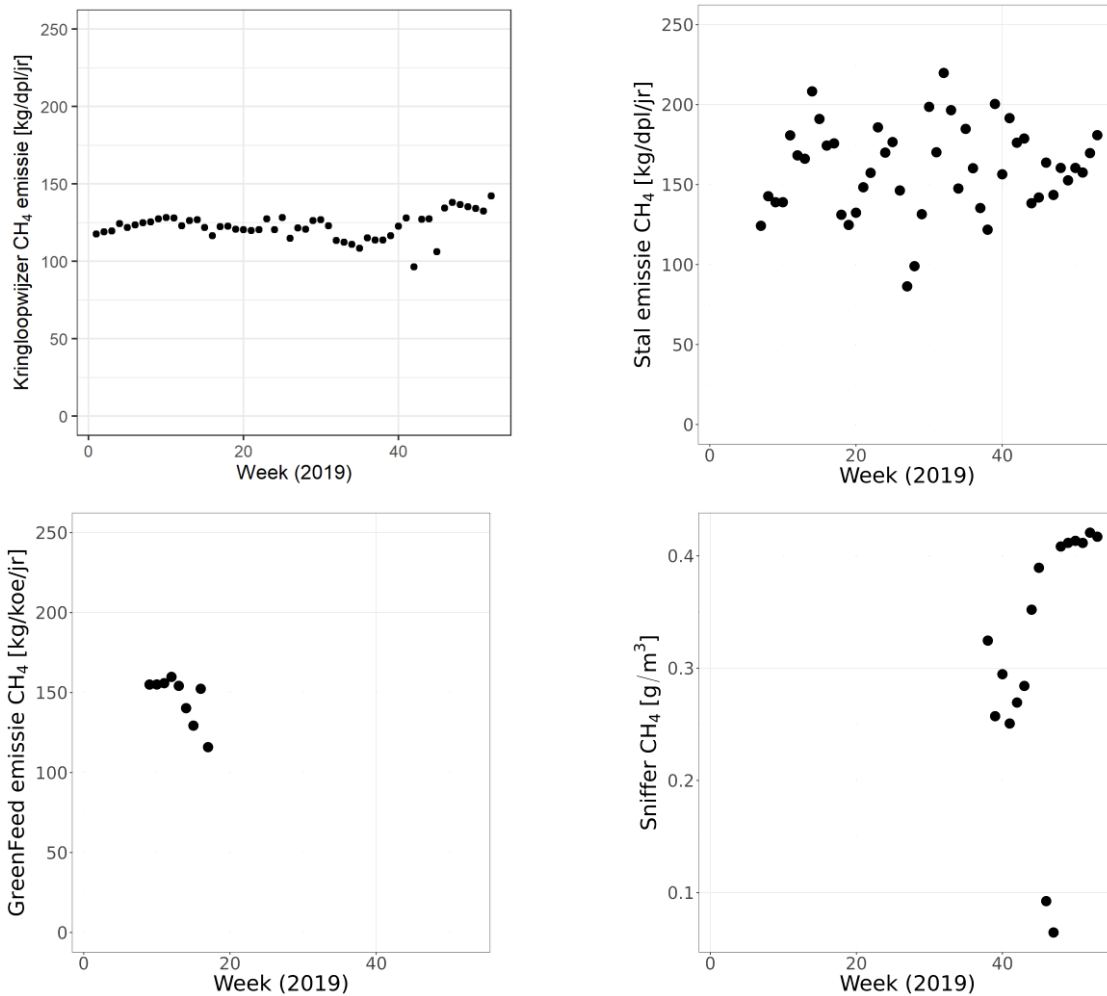 Kringloopwijzer CH4 emissie [kg/dpl/jr]
250
200
150
100
50
0
0 20 40
Week (2019)
Stal emissie CH4 [kg/dpl/jr]
250
200
150
100
50
0
0 20 40
Week (2019)
GreenFeed emissie CH4 [kg/koe/jr]
250
200
150
100
50
0
0 20 40
Week (2019)
Sniffer CH4 [g/m3]
0.4
0.3
0.2
0.1
0 20 40
Week (2019)